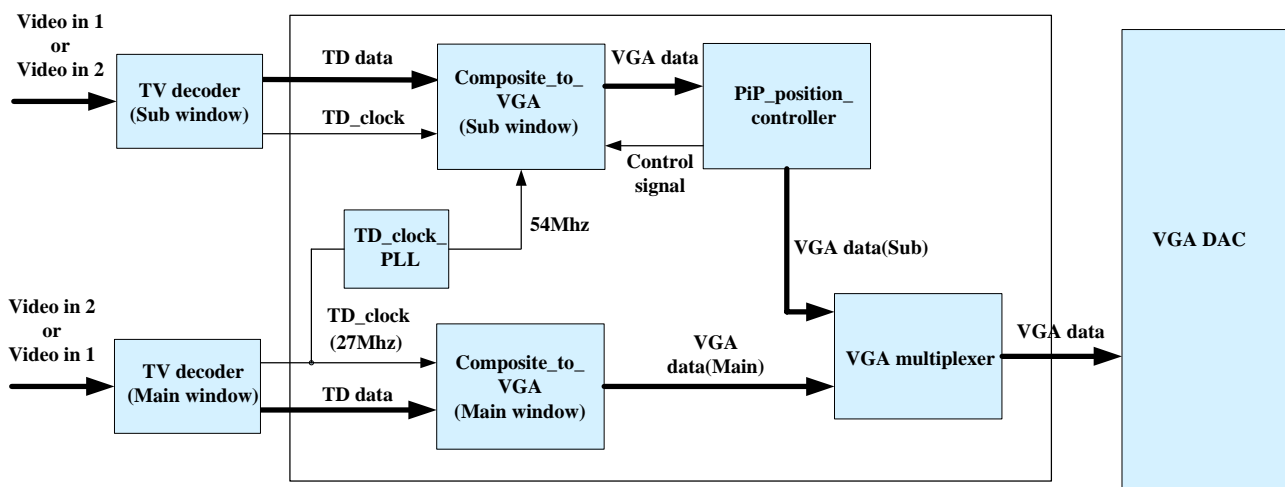 Video in 1
or
Video in 2
TV decoder
(Sub window)
TD data
TD_clock
Composite_to_
VGA
(Sub window)
VGA data
Control
signal
PiP_position_
controller
TD_clock_
PLL
54Mhz
VGA data(Sub)
VGA DAC
Video in 2
or
Video in 1
TV decoder
(Main window)
TD_clock
(27Mhz)
TD data
Composite_to_
VGA
(Main window)
VGA
data(Main)
VGA multiplexer
VGA data